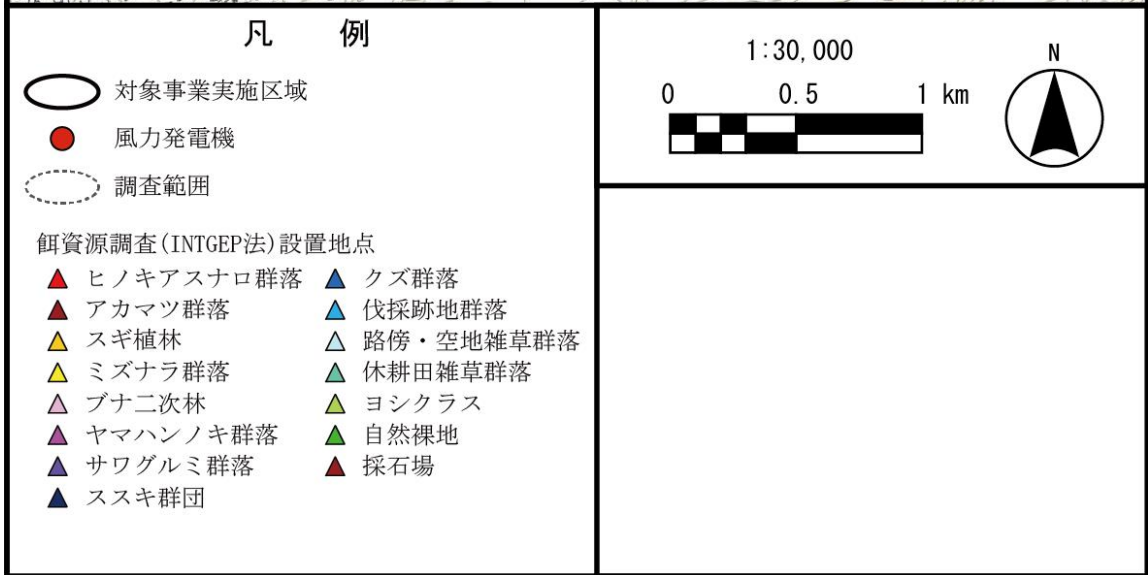 凡　例
対象事業実施区域
風力発電機
調査範囲
餌資源調査(INTGEP法)設置地点
ヒノキアスナロ群落
アカマツ群落
スギ植林
ミズナラ群落
ブナ二次林
ヤマハンノキ群落
サワグルミ群落
ススキ群団
クズ群落
伐採跡地群落
路傍・空地雑草群落
休耕田雑草群落
ヨシクラス
自然裸地
採石場
1:30,000
0 0.5 1 km
N